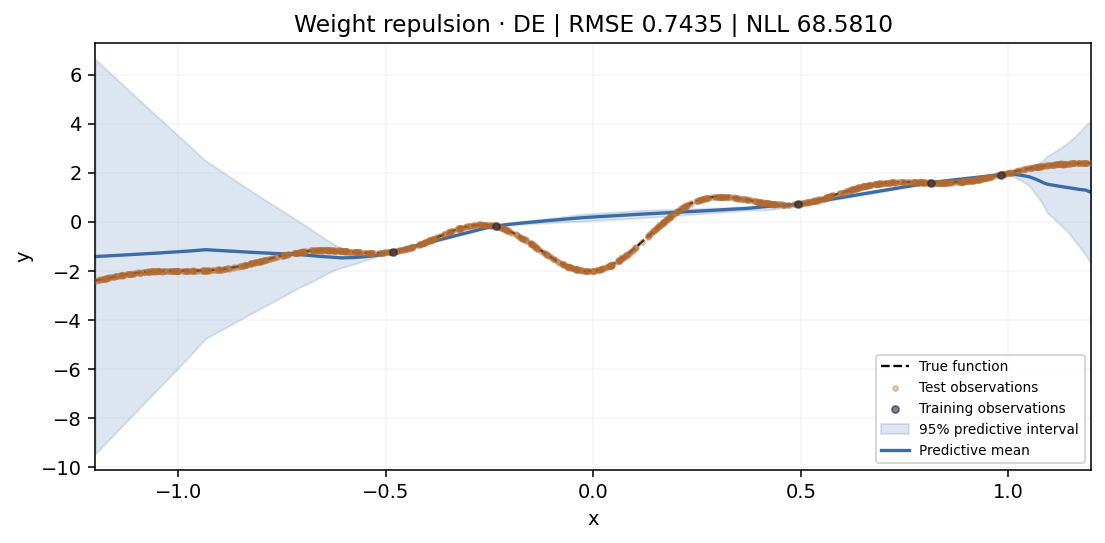 Weight repulsion · DE | RMSE 0.7435 | NLL 68.5810
6
4
2
0
−2
−4
−6
−8
−10
y
−1.0
−0.5
0.0
0.5
1.0
x
True function
Test observations
Training observations
95% predictive interval
Predictive mean